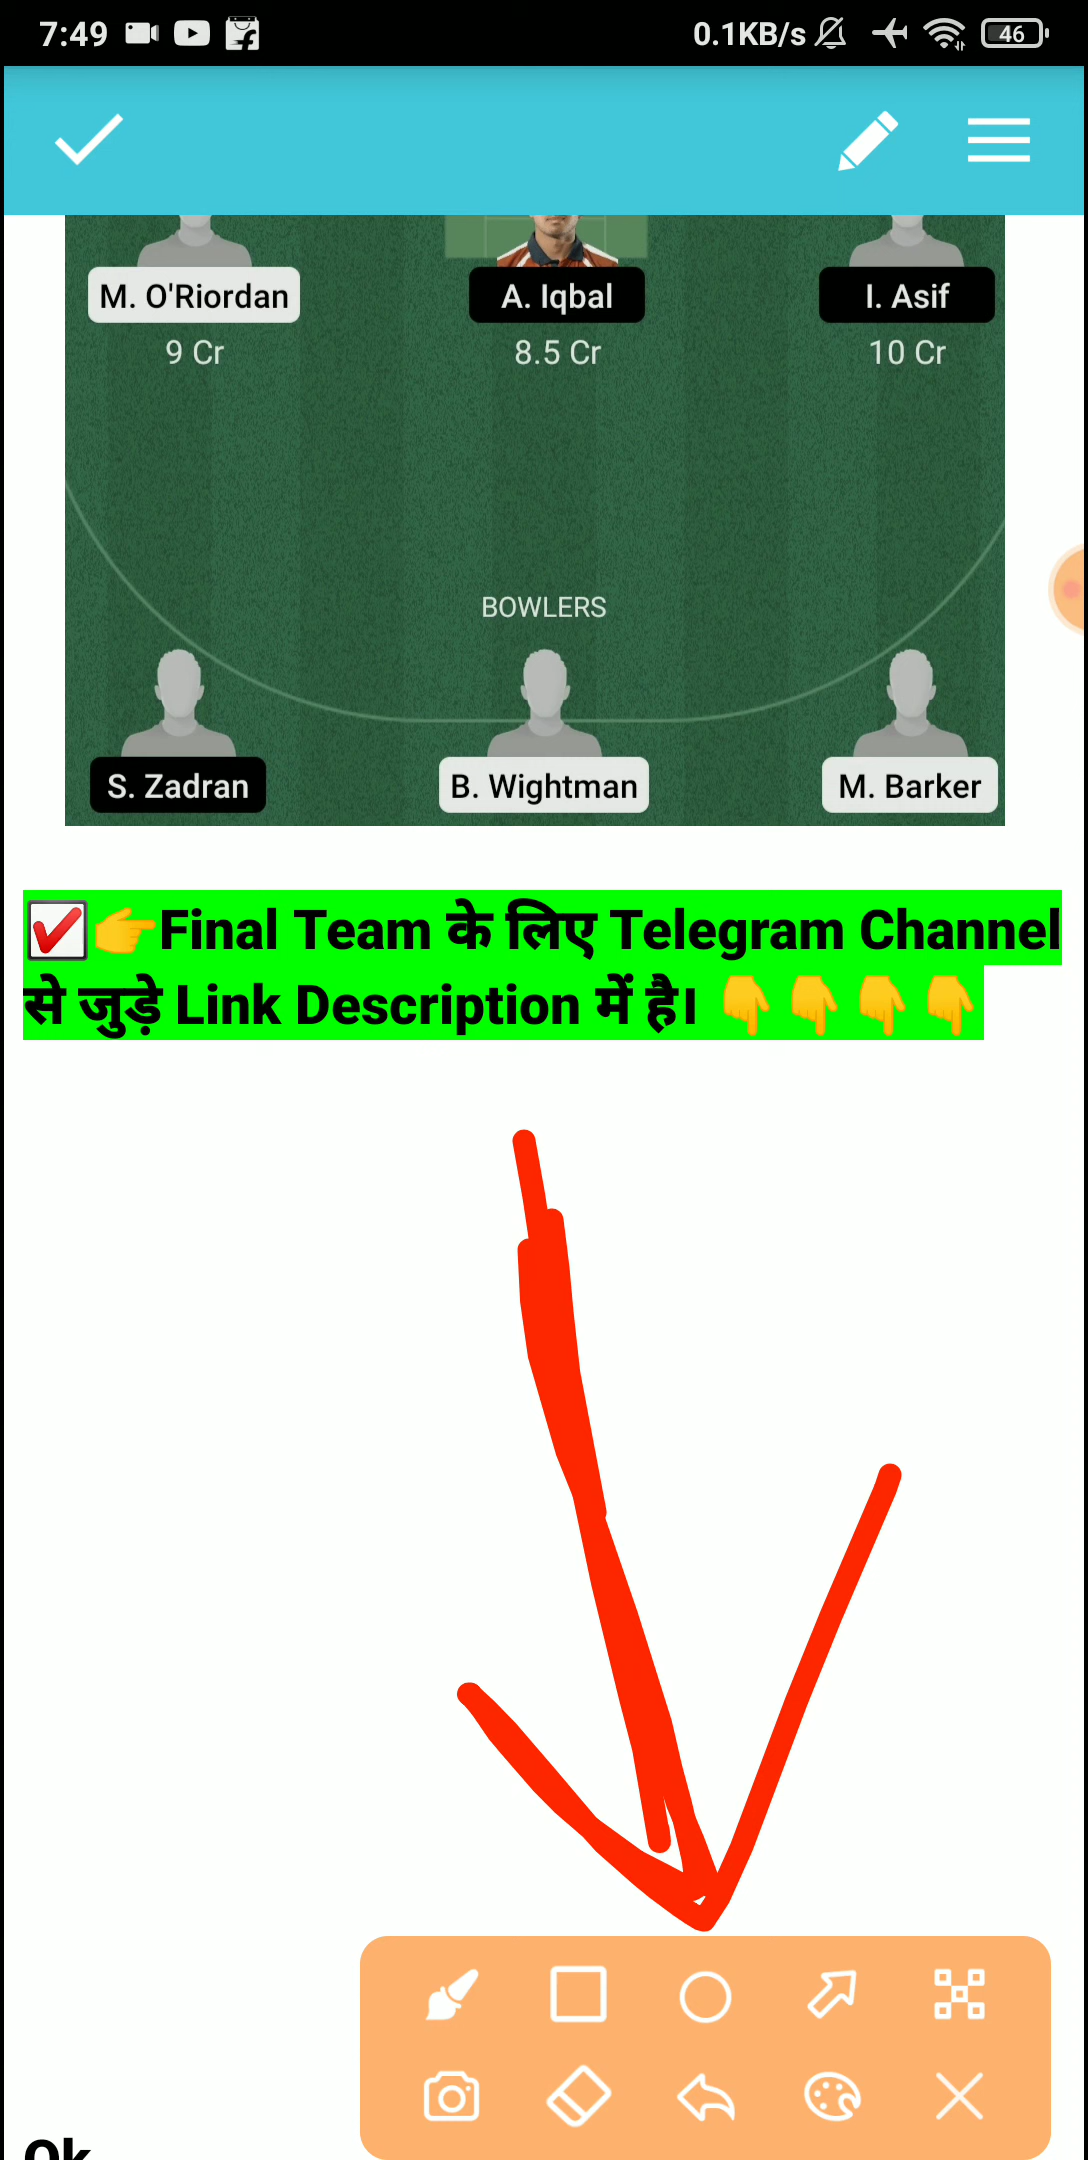 7:49 0.1KB/s 46
M. O'Riordan A. Iqbal I. Asif
9 Cr 8.5 Cr 10 Cr
BOWLERS
S. Zadran B. Wightman M. Barker
Final Team के लिए Telegram Channel
से जुड़े Link Description में है।
Ok